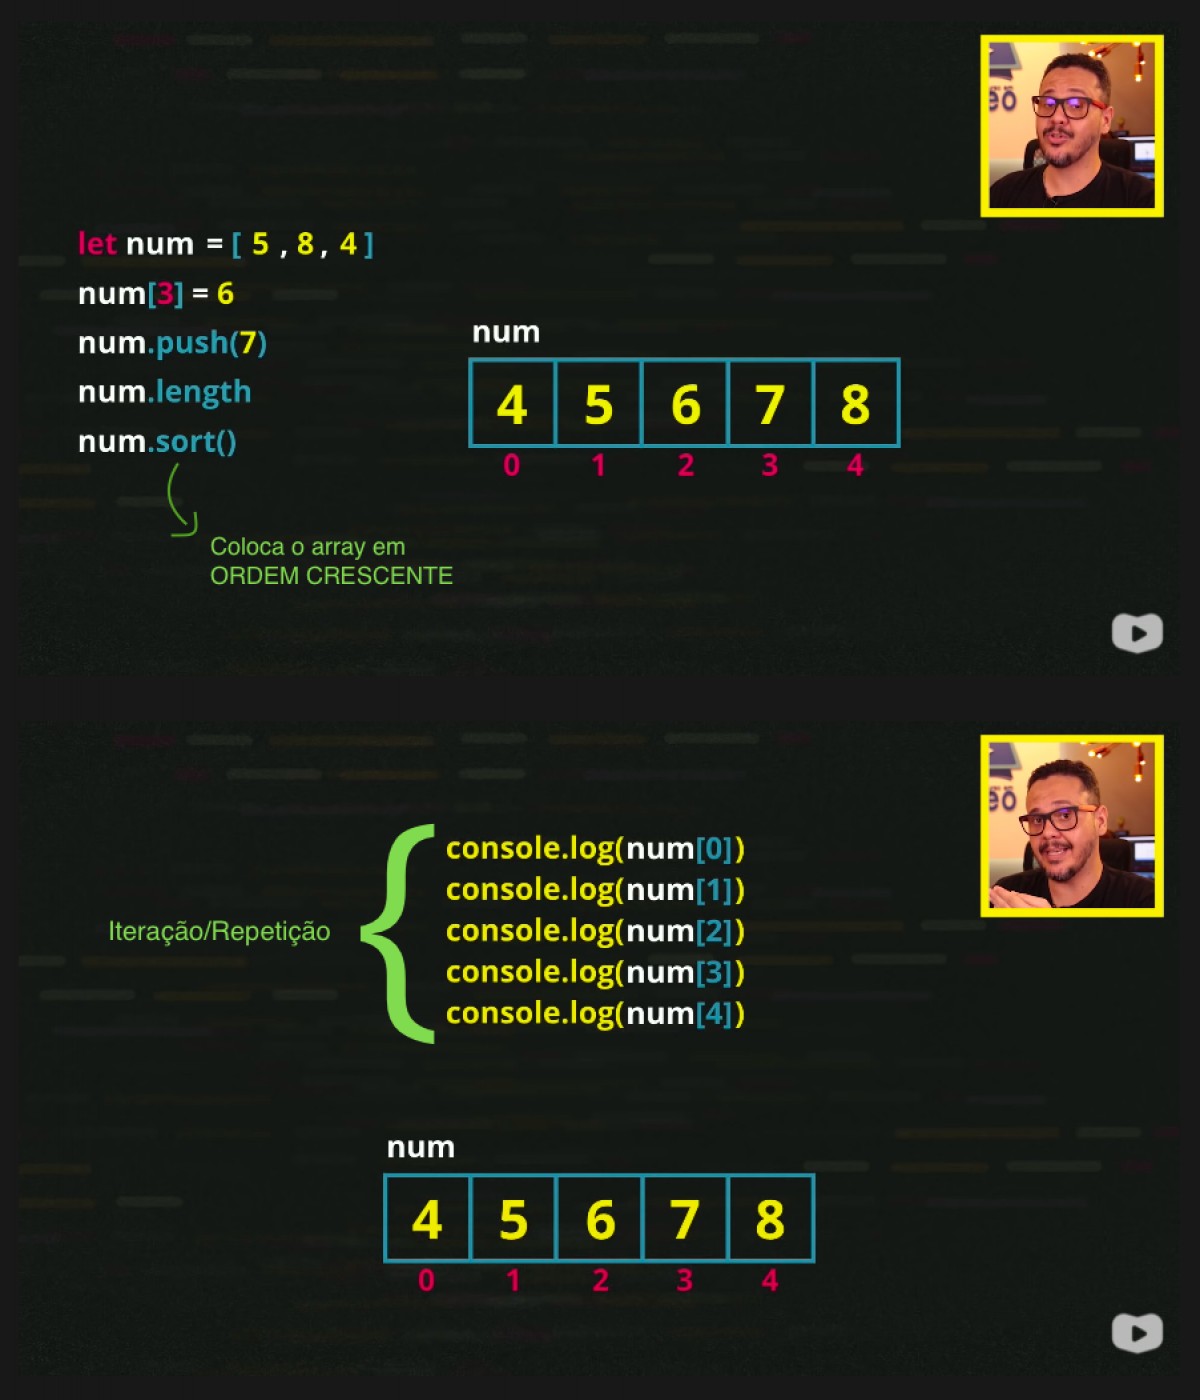 let num = [ 5 , 8 , 4 ]
num[3] = 6
num.push(7)
num.length
num.sort()
Coloca o array em
ORDEM CRESCENTE
num
4 5 6 7 8
0 1 2 3 4
Iteração/Repetição
console.log(num[0])
console.log(num[1])
console.log(num[2])
console.log(num[3])
console.log(num[4])
num
4 5 6 7 8
0 1 2 3 4